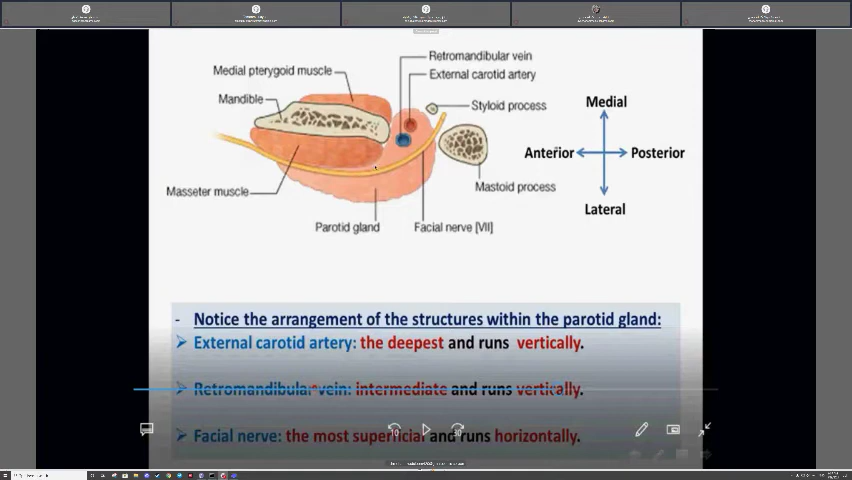 Retromandibular vein
Medial pterygoid muscle
External carotid artery
Mandible
Styloid process
Medial
Anterior
Posterior
Masseter muscle
Mastoid process
Lateral
Parotid gland
Facial nerve [VII]
- Notice the arrangement of the structures within the parotid gland:
➢ External carotid artery: the deepest and runs vertically.
➢ Retromandibular vein: intermediate and runs vertically.
10
30
➢ Facial nerve: the most superficial and runs horizontally.